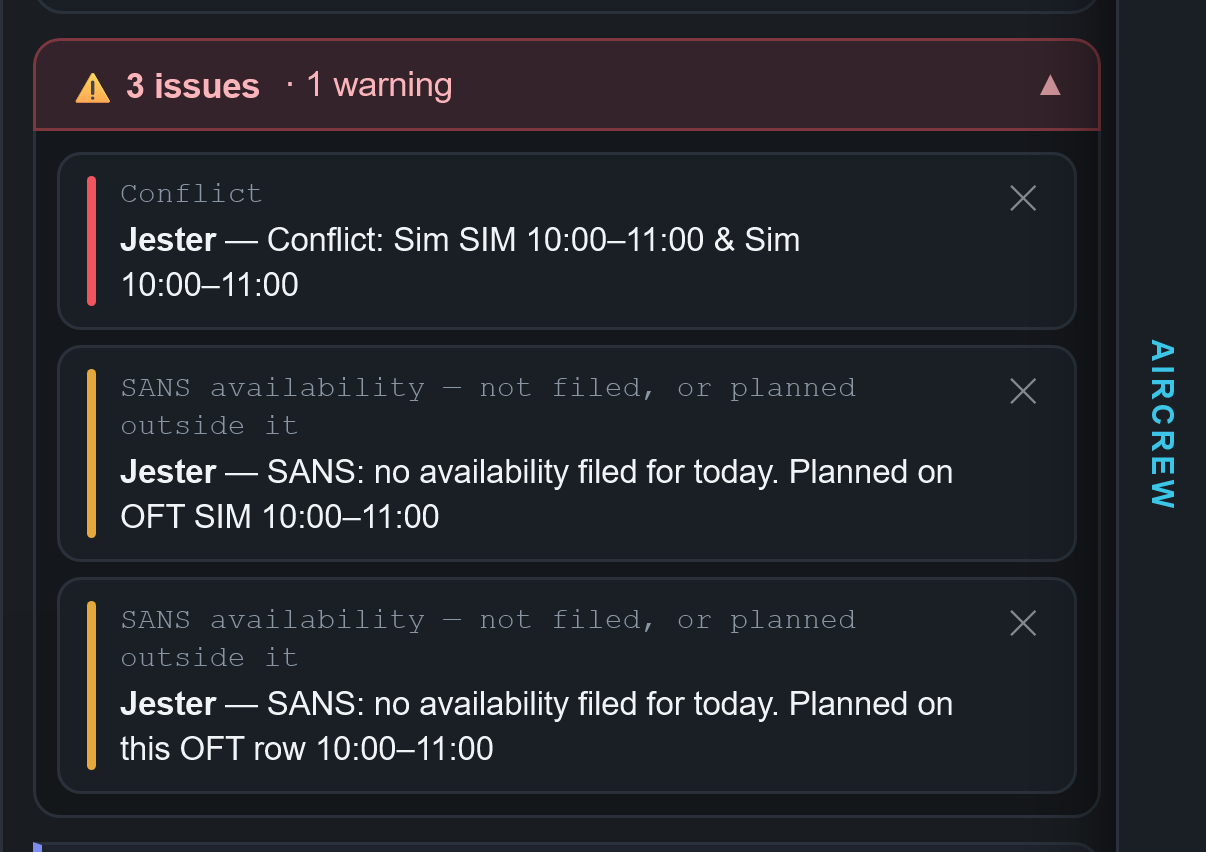 ⚠️ 3 issues · 1 warning ▲
Conflict
Jester — Conflict: Sim SIM 10:00–11:00 & Sim
10:00–11:00
SANS availability — not filed, or planned
outside it
Jester — SANS: no availability filed for today. Planned on
OFT SIM 10:00–11:00
SANS availability — not filed, or planned
outside it
Jester — SANS: no availability filed for today. Planned on
this OFT row 10:00–11:00
AIRCREW